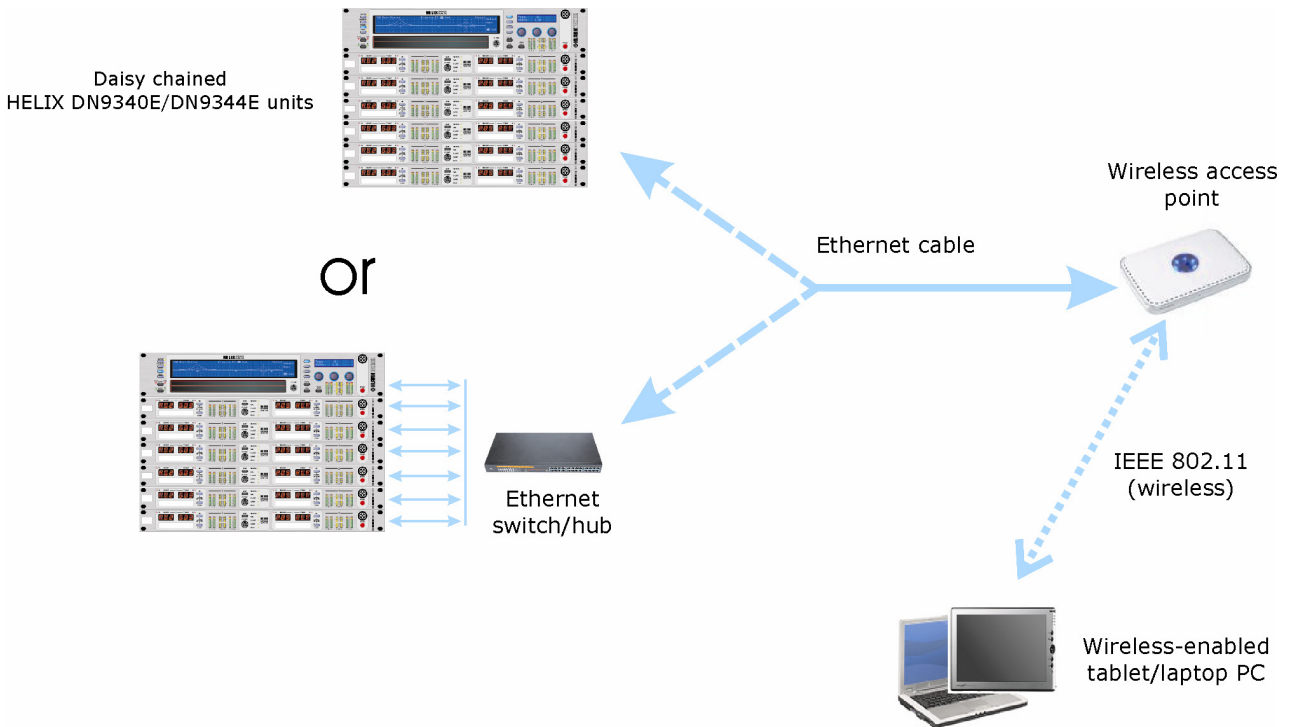 Daisy chained
HELIX DN9340E/DN9344E units
Wireless access
point
Ethernet cable
or
IEEE 802.11
(wireless)
Ethernet
switch/hub
Wireless-enabled
tablet/laptop PC